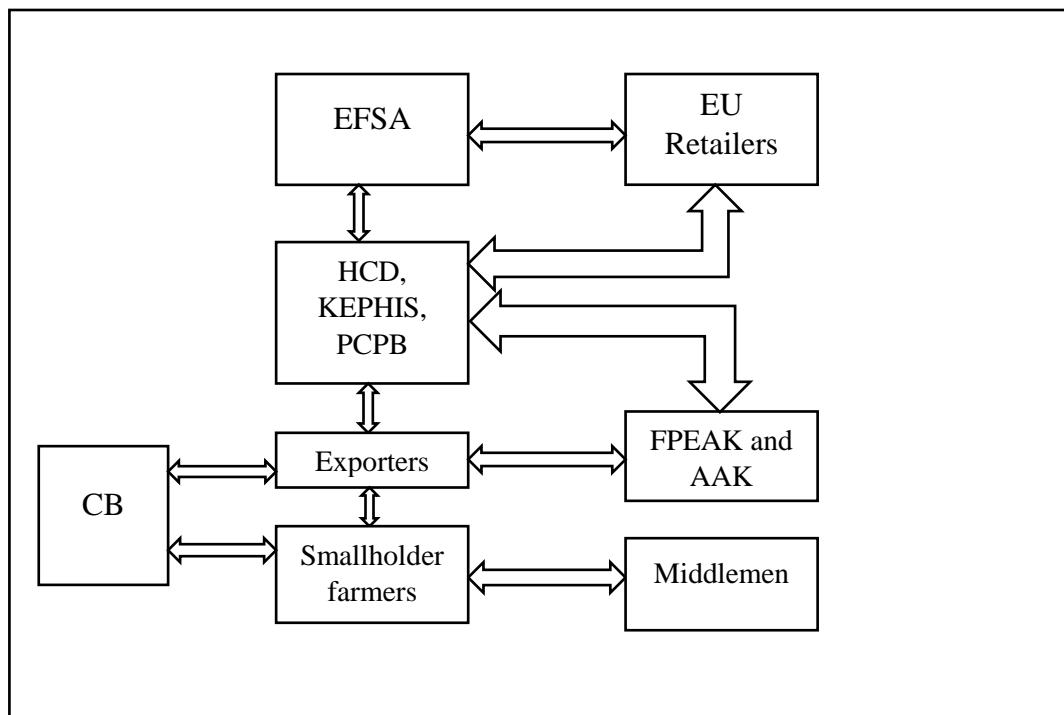 EFSA
EU
Retailers
HCD,
KEPHIS,
PCPB
FPEAK and
AAK
Exporters
CB
Smallholder
farmers
Middlemen